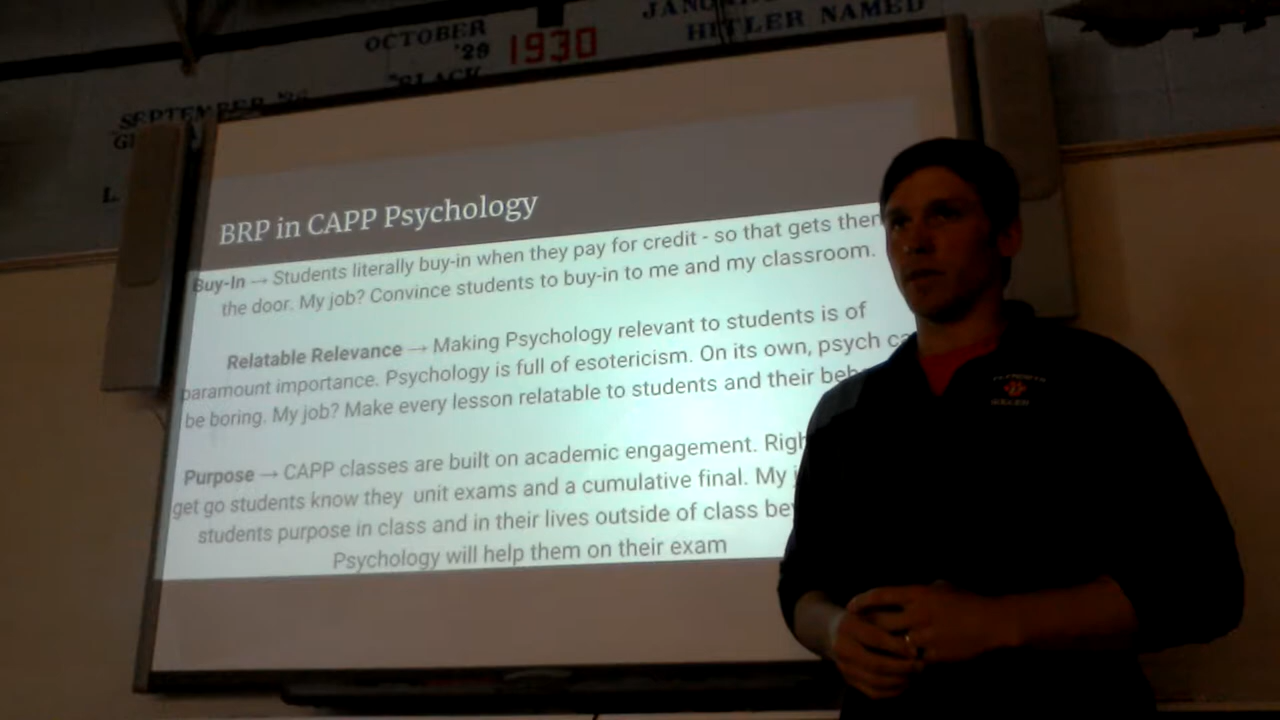 JANU
HITLER NAMED
OCTOBER
'29
1930
"BLACK
SEPTEMBER
BRP in CAPP Psychology
Buy-In → Students literally buy-in when they pay for credit - so that gets them
the door. My job? Convince students to buy-in to me and my classroom.
Relatable Relevance → Making Psychology relevant to students is of
paramount importance. Psychology is full of esotericism. On its own, psych ca
be boring. My job? Make every lesson relatable to students and their beh
Purpose → CAPP classes are built on academic engagement. Righ
get go students know they unit exams and a cumulative final. My j
students purpose in class and in their lives outside of class bey
Psychology will help them on their exam